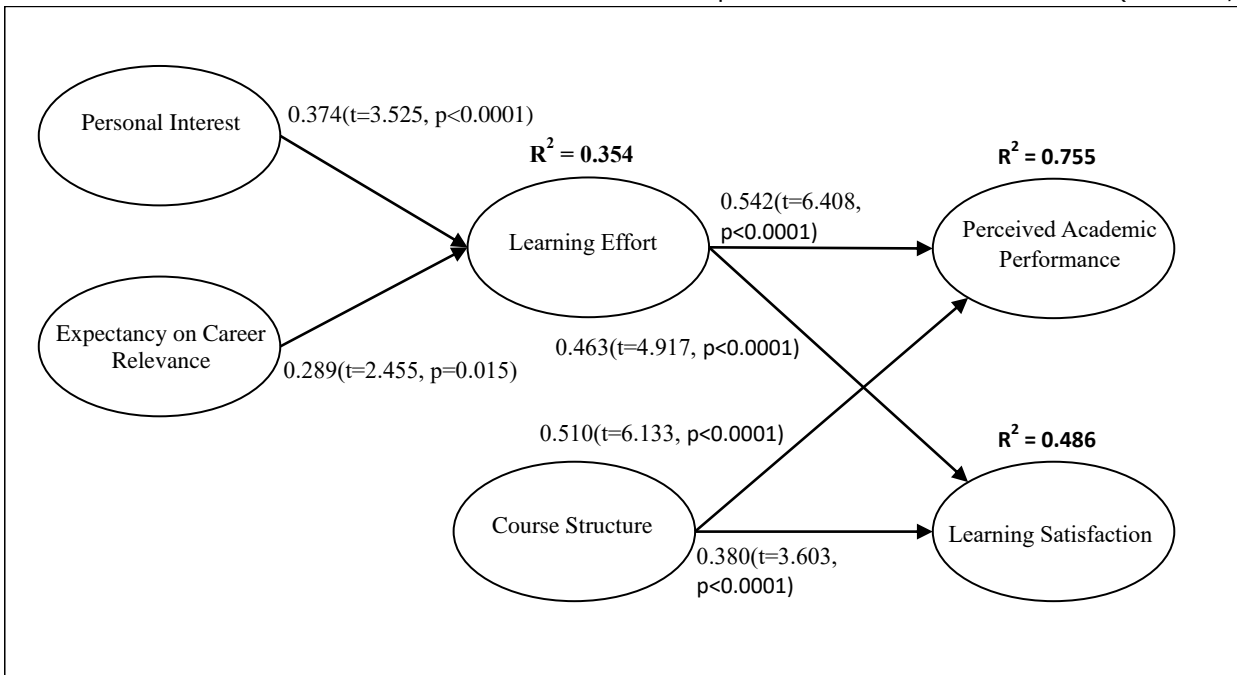 Personal Interest
0.374(t=3.525, p<0.0001)
R² = 0.354
R² = 0.755
0.542(t=6.408,
p<0.0001)
Learning Effort
Perceived Academic
Performance
Expectancy on Career
Relevance
0.463(t=4.917, p<0.0001)
0.289(t=2.455, p=0.015)
0.510(t=6.133, p<0.0001)
R² = 0.486
Course Structure
Learning Satisfaction
0.380(t=3.603,
p<0.0001)